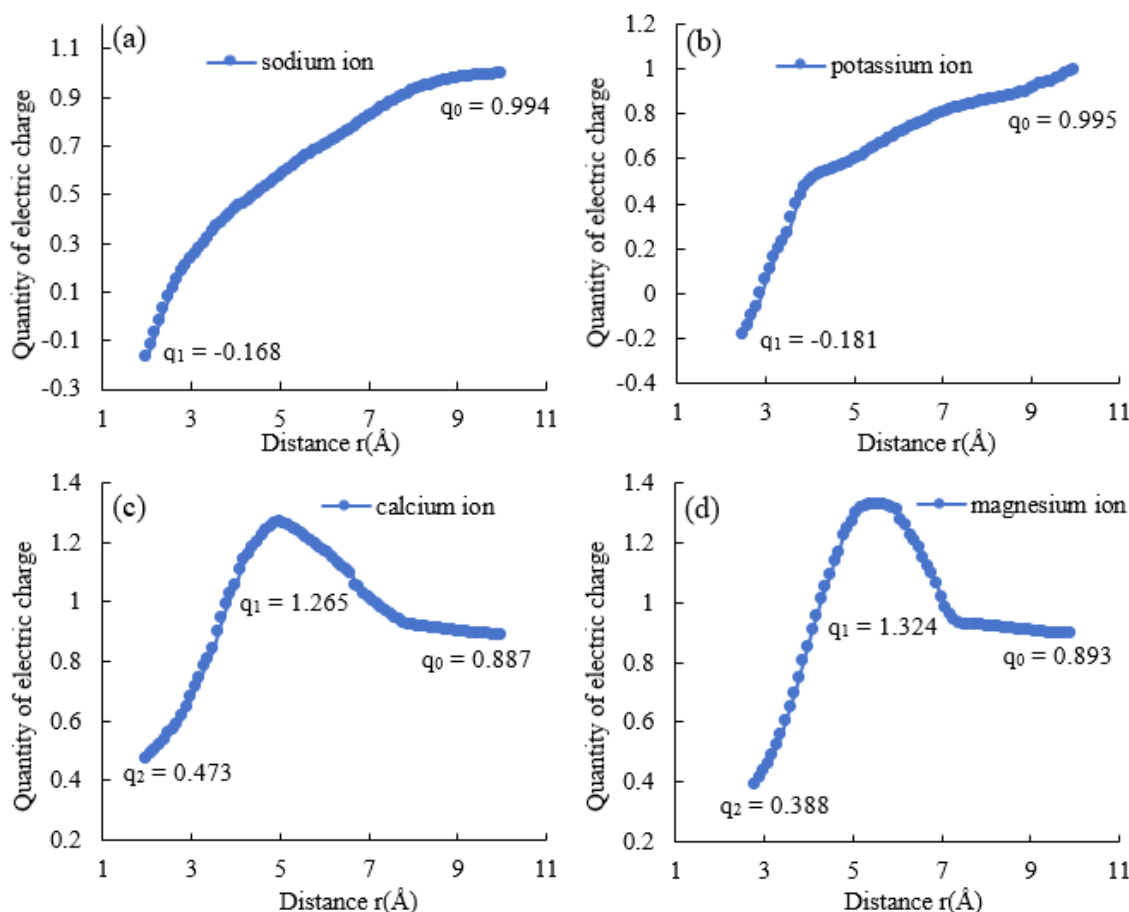 (a)
sodium ion
Quantity of electric charge
1.1
0.9
0.7
0.5
0.3
0.1
-0.1
-0.3
q₀ = 0.994
q₁ = -0.168
1 3 5 7 9 11
Distance r(Å)
(b)
potassium ion
Quantity of electric charge
1
0.8
0.6
0.4
0.2
0
-0.2
-0.4
q₀ = 0.995
q₁ = -0.181
1 3 5 7 9 11
Distance r(Å)
(c)
calcium ion
Quantity of electric charge
1.4
1.2
1
0.8
0.6
0.4
0.2
q₁ = 1.265
q₀ = 0.887
q₂ = 0.473
1 3 5 7 9 11
Distance r(Å)
(d)
magnesium ion
Quantity of electric charge
1.4
1.2
1
0.8
0.6
0.4
0.2
q₁ = 1.324
q₀ = 0.893
q₂ = 0.388
1 3 5 7 9 11
Distance r(Å)